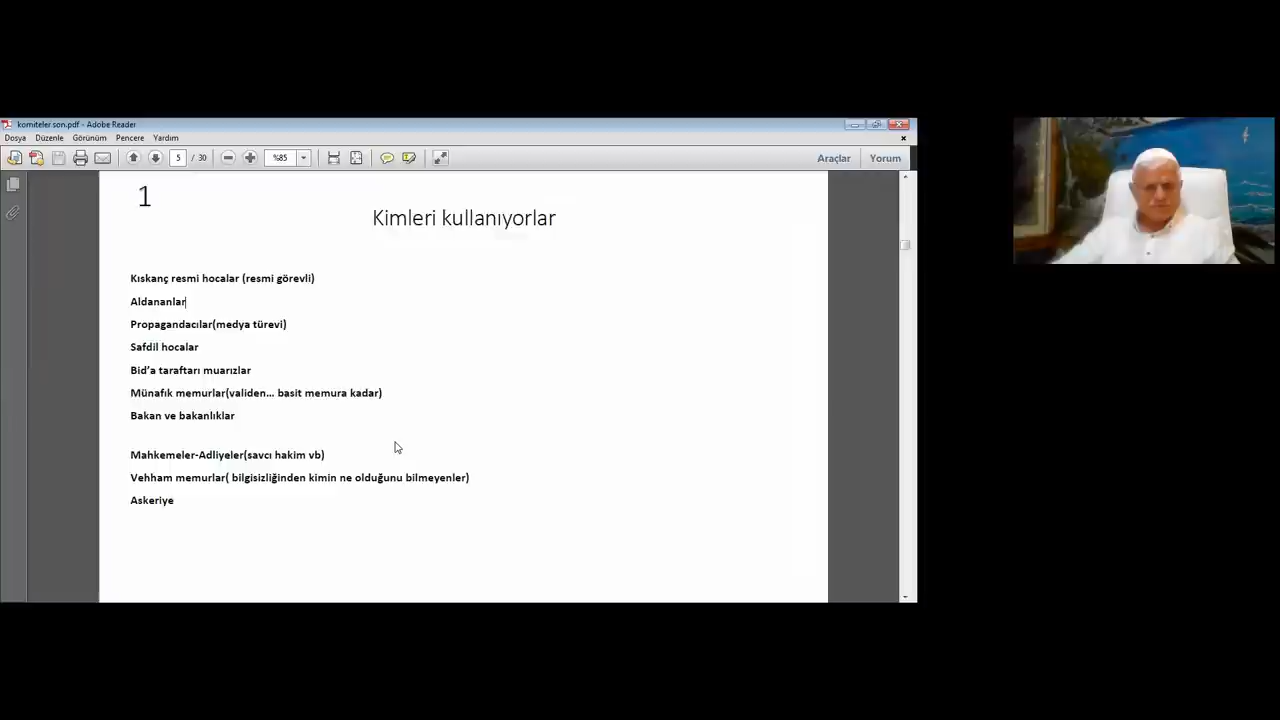 komiteler son.pdf - Adobe Reader
Dosya Düzenle Görünüm Pencere Yardım
5 / 30 %85 Araçlar Yorum
1
Kimleri kullanıyorlar
Kıskanç resmi hocalar (resmi görevli)
Aldananlar
Propagandacılar(medya türevi)
Safdil hocalar
Bid’a taraftarı muarızlar
Münafık memurlar(validen… basit memura kadar)
Bakan ve bakanlıklar
Mahkemeler-Adliyeler(savcı hakim vb)
Vehham memurlar( bilgisizliğinden kimin ne olduğunu bilmeyenler)
Askeriye